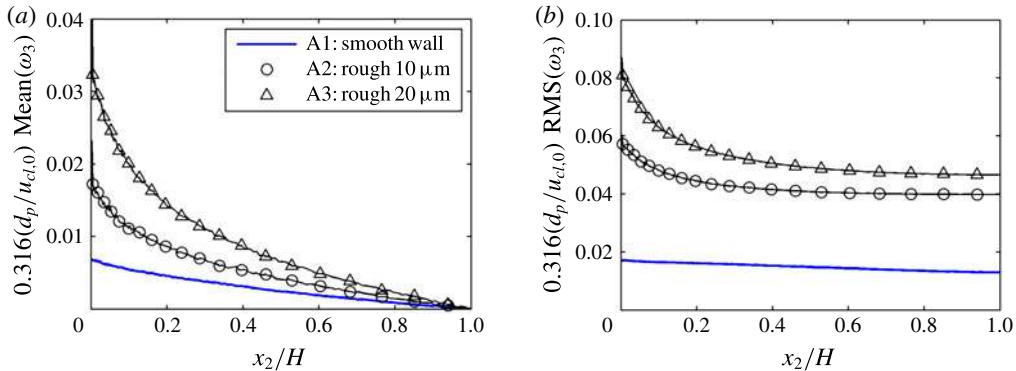 (a)
0.04
0.03
0.02
0.01
0
0.2
0.4
0.6
0.8
1.0
x₂/H
0.316(dₚ/u_cl,0) Mean(ω₃)
A1: smooth wall
A2: rough 10 μm
A3: rough 20 μm
(b)
0.10
0.08
0.06
0.04
0.02
0
0.2
0.4
0.6
0.8
1.0
x₂/H
0.316(dₚ/u_cl,0) RMS(ω₃)